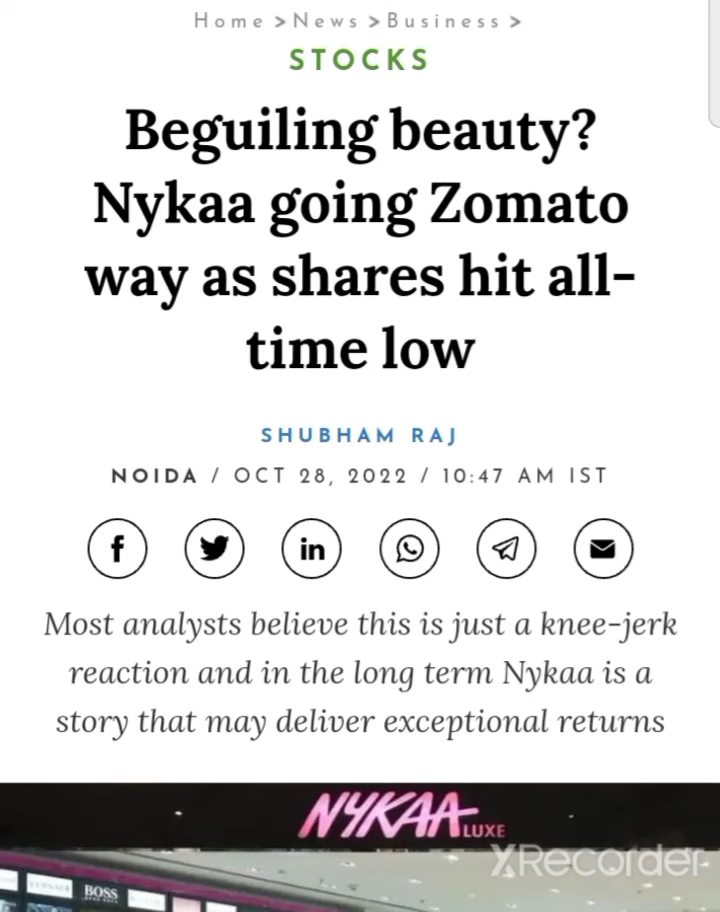 Home > News > Business >
STOCKS
Beguiling beauty?
Nykaa going Zomato
way as shares hit all-
time low
SHUBHAM RAJ
NOIDA / OCT 28, 2022 / 10:47 AM IST
f in
Most analysts believe this is just a knee-jerk
reaction and in the long term Nykaa is a
story that may deliver exceptional returns
NYKAA LUXE
XRecorder
BOSS